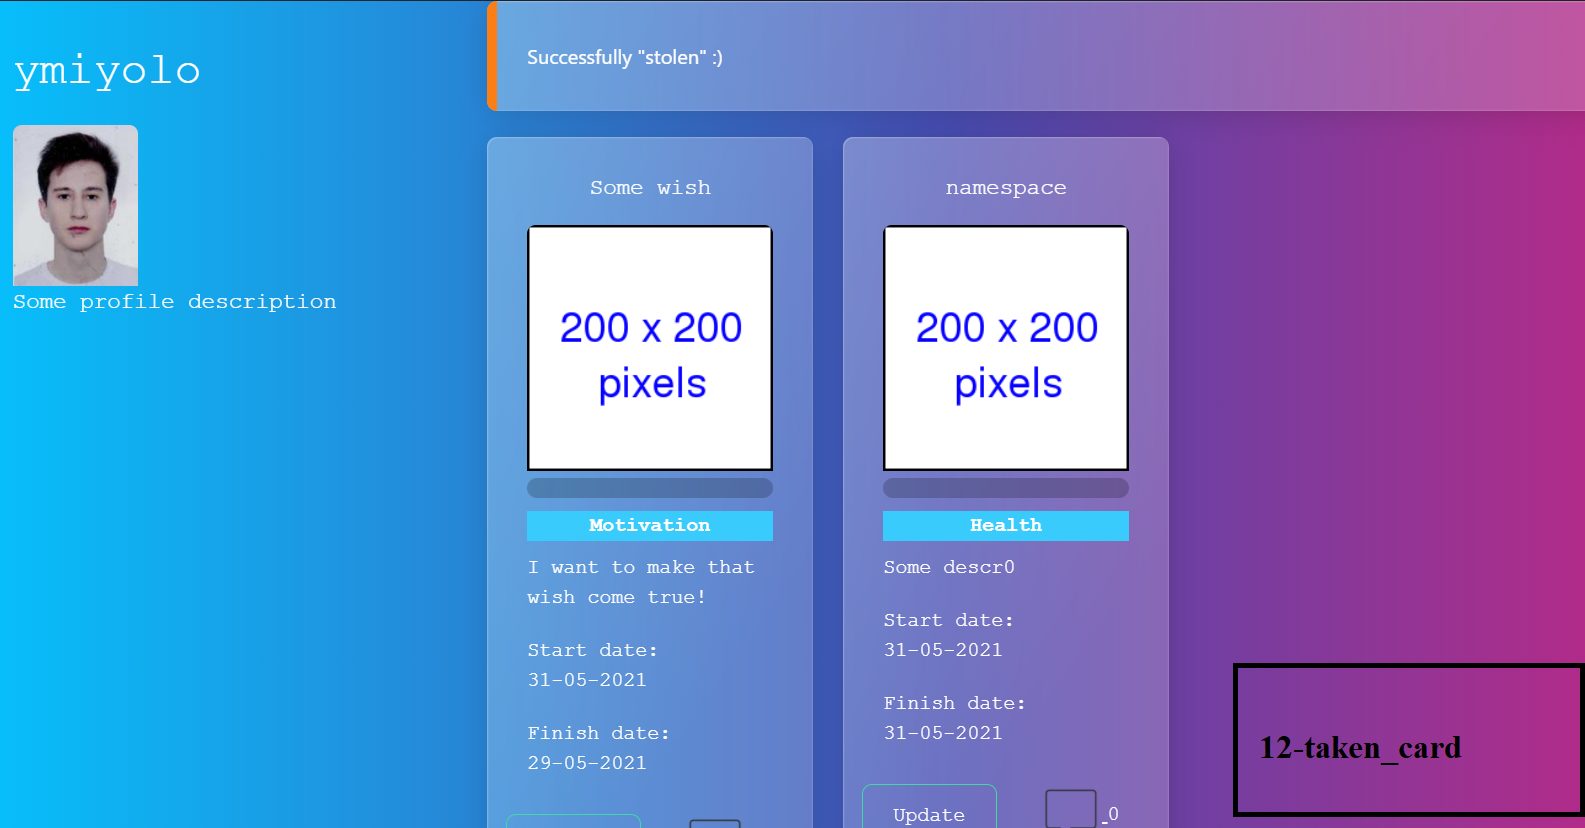 ymiyolo
Some profile description
Successfully "stolen" :)
Some wish
200 x 200
pixels
Motivation
I want to make that
wish come true!
Start date:
31-05-2021
Finish date:
29-05-2021
namespace
200 x 200
pixels
Health
Some descr0
Start date:
31-05-2021
Finish date:
31-05-2021
Update
_0
12-taken_card